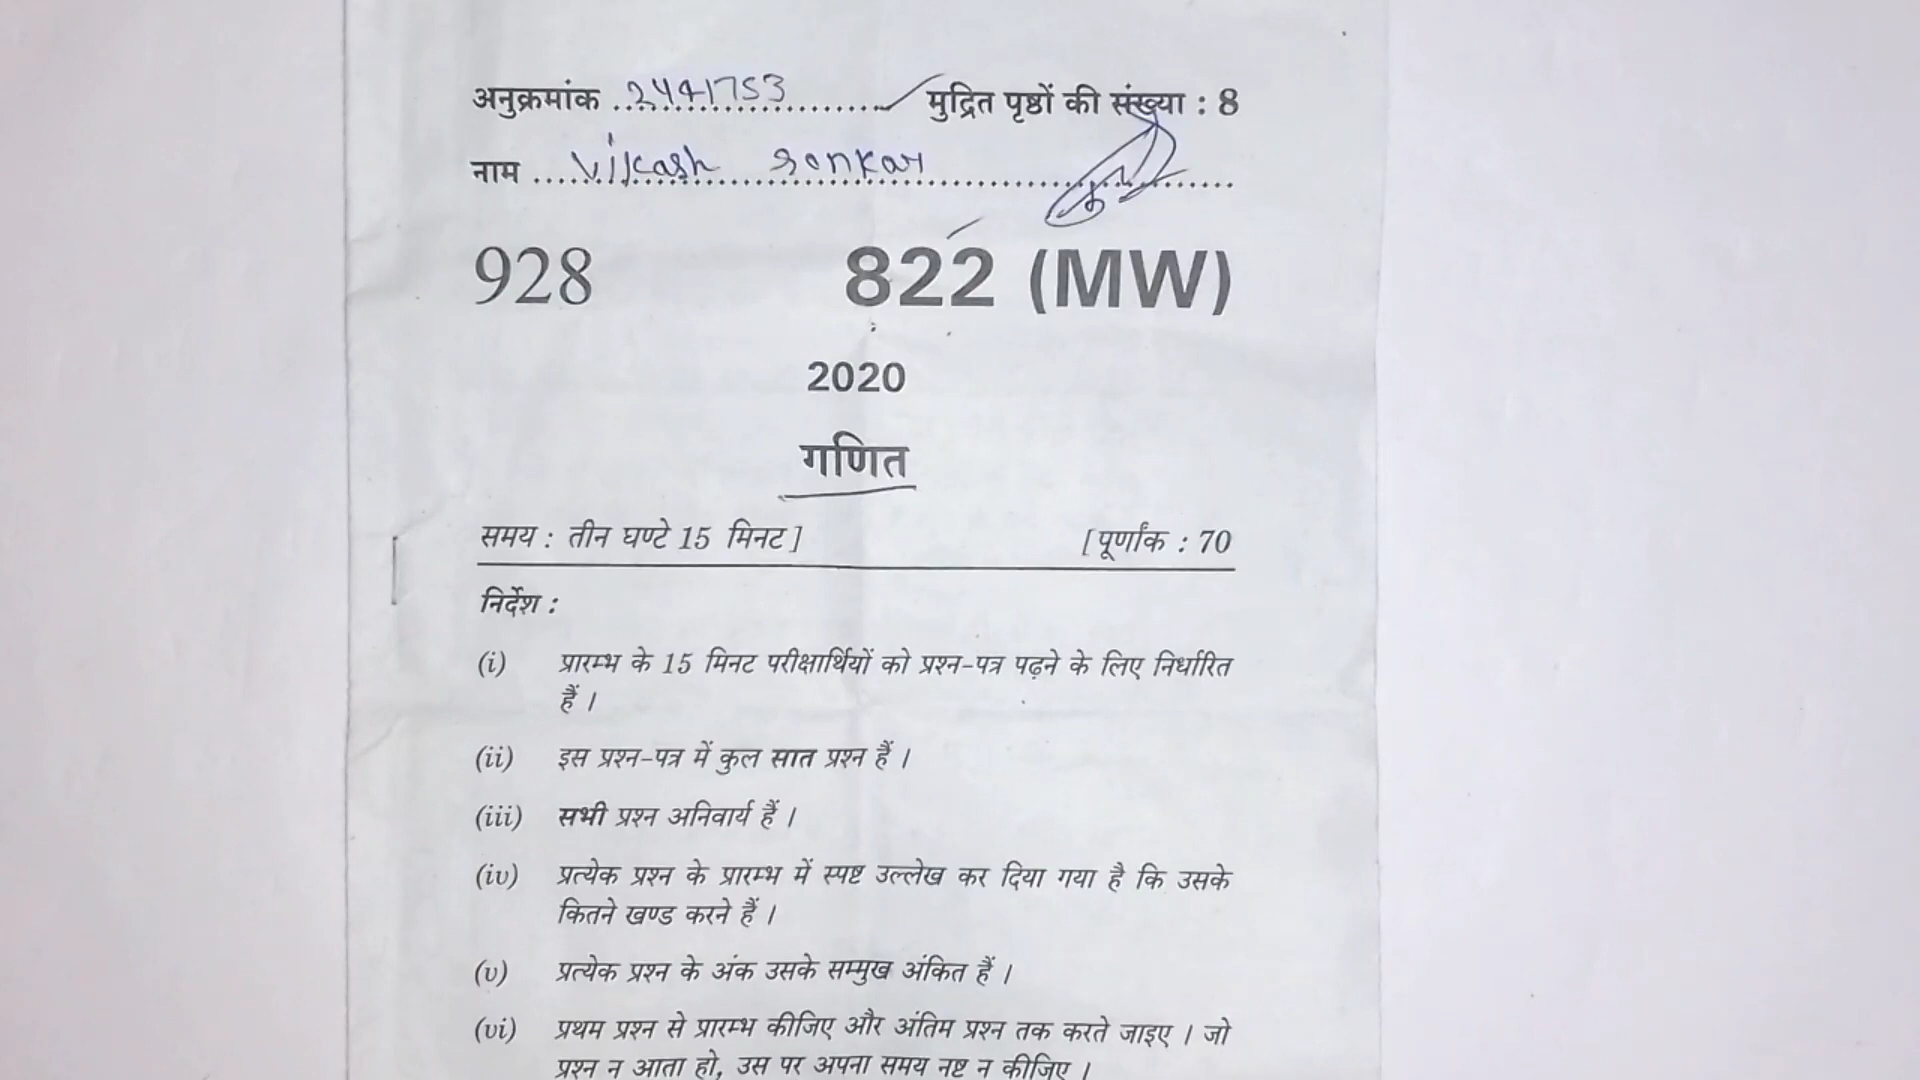 अनुक्रमांक 2441753 मुद्रित पृष्ठों की संख्या : 8
नाम Vikash Sonkar
928 822 (MW)
2020
गणित
समय : तीन घण्टे 15 मिनट ] [ पूर्णांक : 70
निर्देश :
(i) प्रारम्भ के 15 मिनट परीक्षार्थियों को प्रश्न-पत्र पढ़ने के लिए निर्धारित
हैं ।
(ii) इस प्रश्न-पत्र में कुल सात प्रश्न हैं ।
(iii) सभी प्रश्न अनिवार्य हैं ।
(iv) प्रत्येक प्रश्न के प्रारम्भ में स्पष्ट उल्लेख कर दिया गया है कि उसके
कितने खण्ड करने हैं ।
(v) प्रत्येक प्रश्न के अंक उसके सम्मुख अंकित हैं ।
(vi) प्रथम प्रश्न से प्रारम्भ कीजिए और अंतिम प्रश्न तक करते जाइए । जो
प्रश्न न आता हो, उस पर अपना समय नष्ट न कीजिए ।